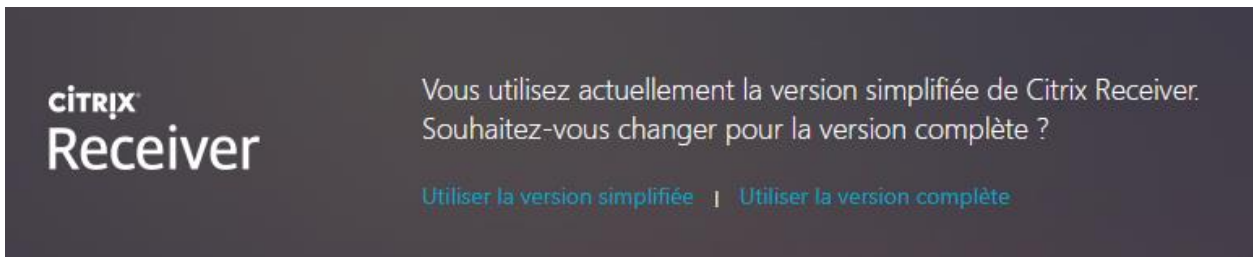 CITRIX
Receiver
Vous utilisez actuellement la version simplifiée de Citrix Receiver.
Souhaitez-vous changer pour la version complète ?
Utiliser la version simplifiée | Utiliser la version complète